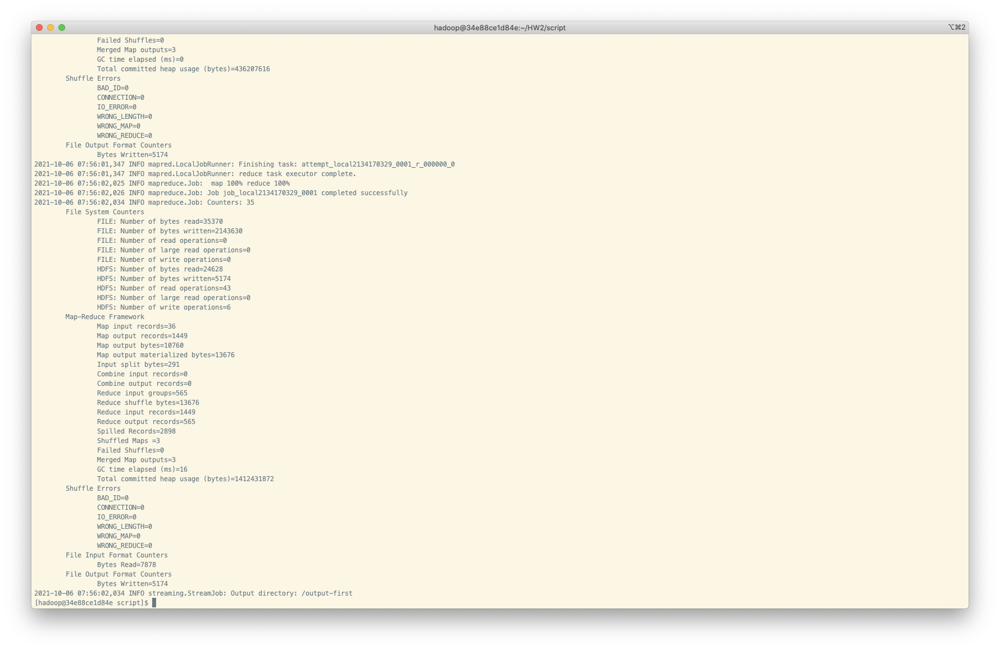 hadoop@34e88ce1d84e:~/HW2/script
⌥⌘2
Failed Shuffles=0
Merged Map outputs=3
GC time elapsed (ms)=0
Total committed heap usage (bytes)=436207616
Shuffle Errors
BAD_ID=0
CONNECTION=0
IO_ERROR=0
WRONG_LENGTH=0
WRONG_MAP=0
WRONG_REDUCE=0
File Output Format Counters
Bytes Written=5174
2021-10-06 07:56:01,347 INFO mapred.LocalJobRunner: Finishing task: attempt_local2134170329_0001_r_000000_0
2021-10-06 07:56:01,347 INFO mapred.LocalJobRunner: reduce task executor complete.
2021-10-06 07:56:02,025 INFO mapreduce.Job:  map 100% reduce 100%
2021-10-06 07:56:02,026 INFO mapreduce.Job: Job job_local2134170329_0001 completed successfully
2021-10-06 07:56:02,034 INFO mapreduce.Job: Counters: 35
File System Counters
FILE: Number of bytes read=35370
FILE: Number of bytes written=2143630
FILE: Number of read operations=0
FILE: Number of large read operations=0
FILE: Number of write operations=0
HDFS: Number of bytes read=24628
HDFS: Number of bytes written=5174
HDFS: Number of read operations=43
HDFS: Number of large read operations=0
HDFS: Number of write operations=6
Map-Reduce Framework
Map input records=36
Map output records=1449
Map output bytes=10760
Map output materialized bytes=13676
Input split bytes=291
Combine input records=0
Combine output records=0
Reduce input groups=565
Reduce shuffle bytes=13676
Reduce input records=1449
Reduce output records=565
Spilled Records=2898
Shuffled Maps =3
Failed Shuffles=0
Merged Map outputs=3
GC time elapsed (ms)=16
Total committed heap usage (bytes)=1412431872
Shuffle Errors
BAD_ID=0
CONNECTION=0
IO_ERROR=0
WRONG_LENGTH=0
WRONG_MAP=0
WRONG_REDUCE=0
File Input Format Counters
Bytes Read=7878
File Output Format Counters
Bytes Written=5174
2021-10-06 07:56:02,034 INFO streaming.StreamJob: Output directory: /output-first
[hadoop@34e88ce1d84e script]$